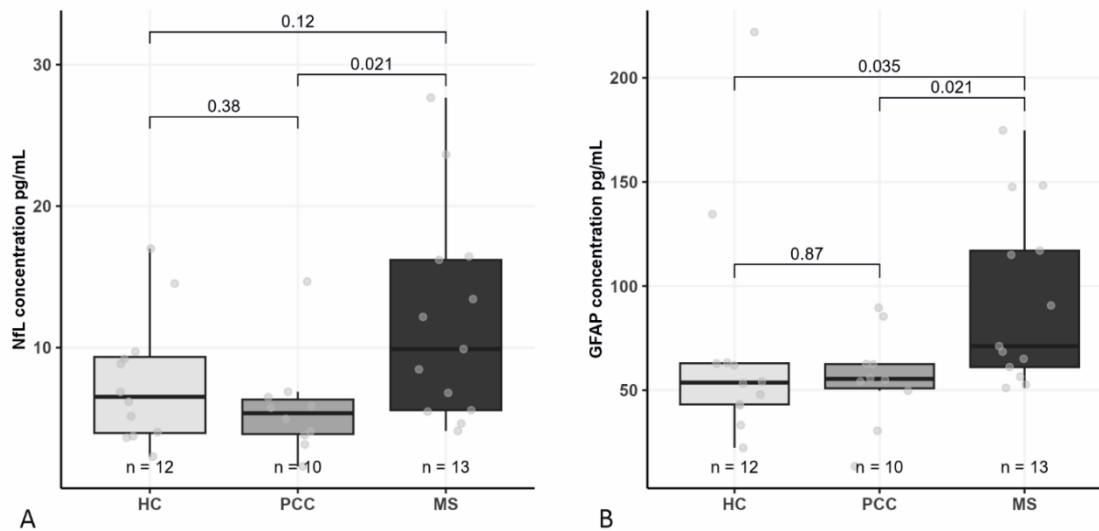 NfL concentration pg/mL
30
20
10
0.12
0.021
0.38
n = 12
n = 10
n = 13
HC
PCC
MS
A
GFAP concentration pg/mL
200
150
100
50
0.035
0.021
0.87
n = 12
n = 10
n = 13
HC
PCC
MS
B